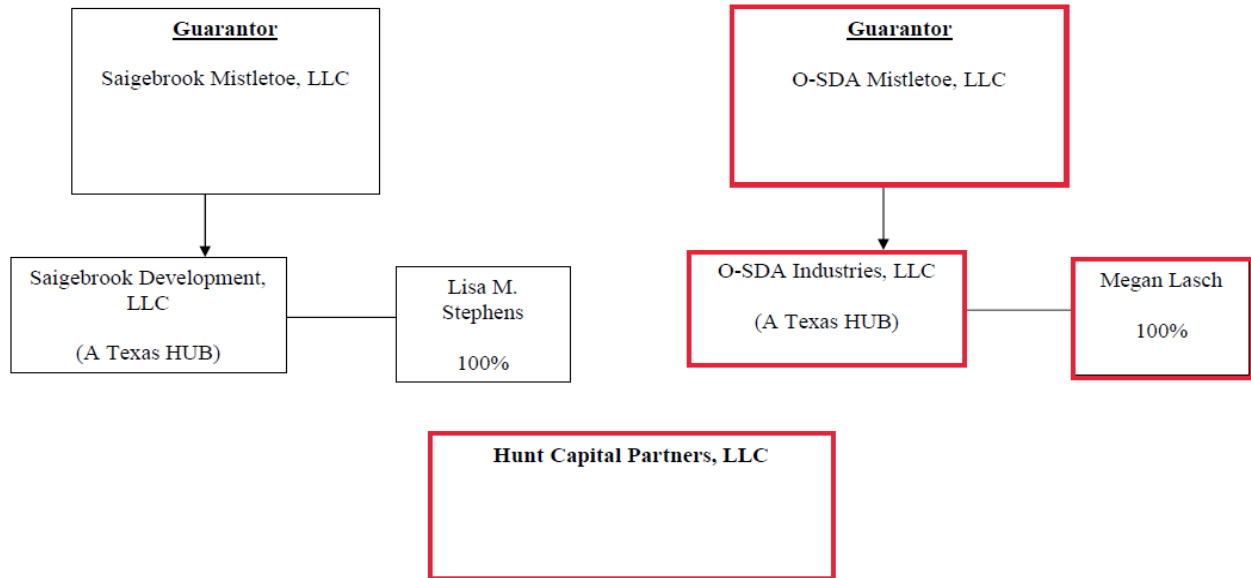 Guarantor
Saigebrook Mistletoe, LLC
Guarantor
O-SDA Mistletoe, LLC
Saigebrook Development,
LLC
(A Texas HUB)
Lisa M.
Stephens
100%
O-SDA Industries, LLC
(A Texas HUB)
Megan Lasch
100%
Hunt Capital Partners, LLC